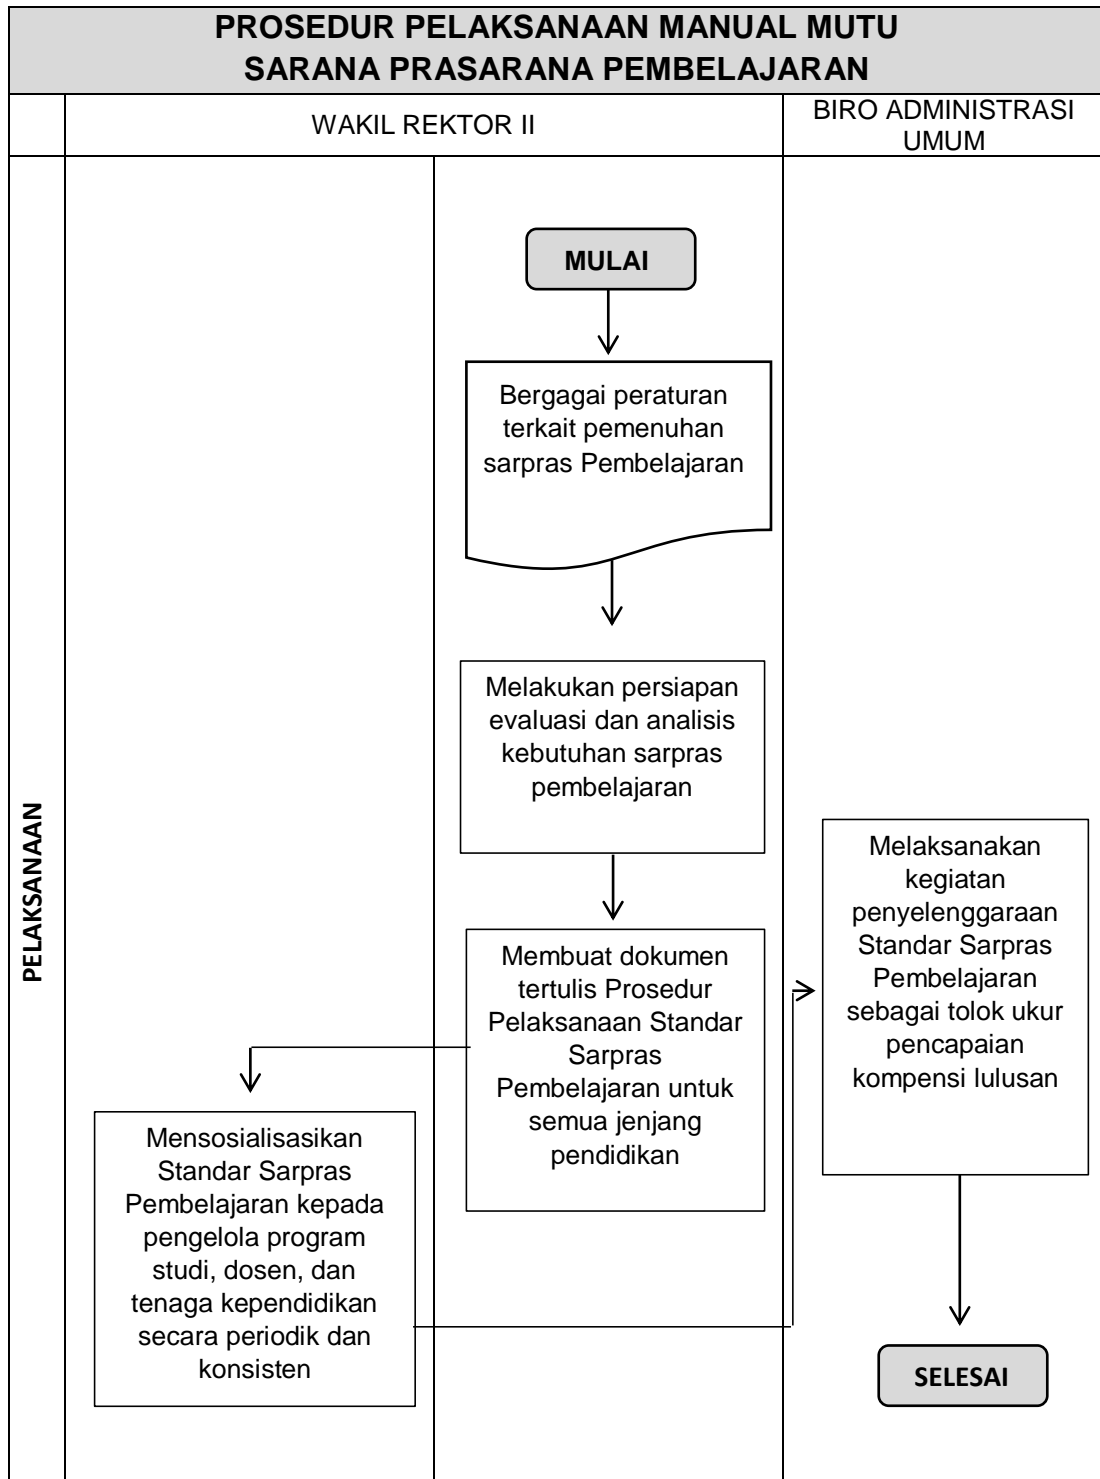 PROSEDUR PELAKSANAAN MANUAL MUTU
SARANA PRASARANA PEMBELAJARAN
WAKIL REKTOR II
BIRO ADMINISTRASI
UMUM
PELAKSANAAN
MULAI
Bergagai peraturan
terkait pemenuhan
sarpras Pembelajaran
Melakukan persiapan
evaluasi dan analisis
kebutuhan sarpras
pembelajaran
Membuat dokumen
tertulis Prosedur
Pelaksanaan Standar
Sarpras
Pembelajaran untuk
semua jenjang
pendidikan
Mensosialisasikan
Standar Sarpras
Pembelajaran kepada
pengelola program
studi, dosen, dan
tenaga kependidikan
secara periodik dan
konsisten
Melaksanakan
kegiatan
penyelenggaraan
Standar Sarpras
Pembelajaran
sebagai tolok ukur
pencapaian
kompensi lulusan
SELESAI